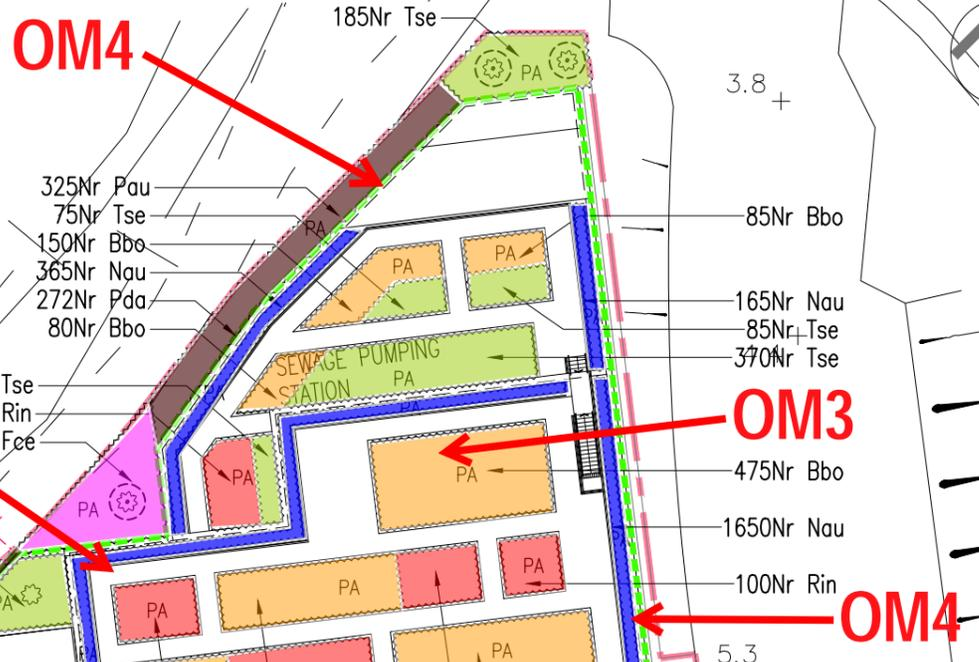 185Nr Tse
OM4
PA
3.8
325Nr Pau
75Nr Tse
PA
150Nr Bbo
365Nr Nau
272Nr Pda
80Nr Bbo
PA
PA
85Nr Bbo
165Nr Nau
85Nr Tse
370Nr Tse
SEWAGE PUMPING
STATION
PA
PA
Tse
Rin
Fce
OM3
PA
PA
475Nr Bbo
PA
1650Nr Nau
PA
PA
PA
100Nr Rin
PA
OM4
PA
5.3